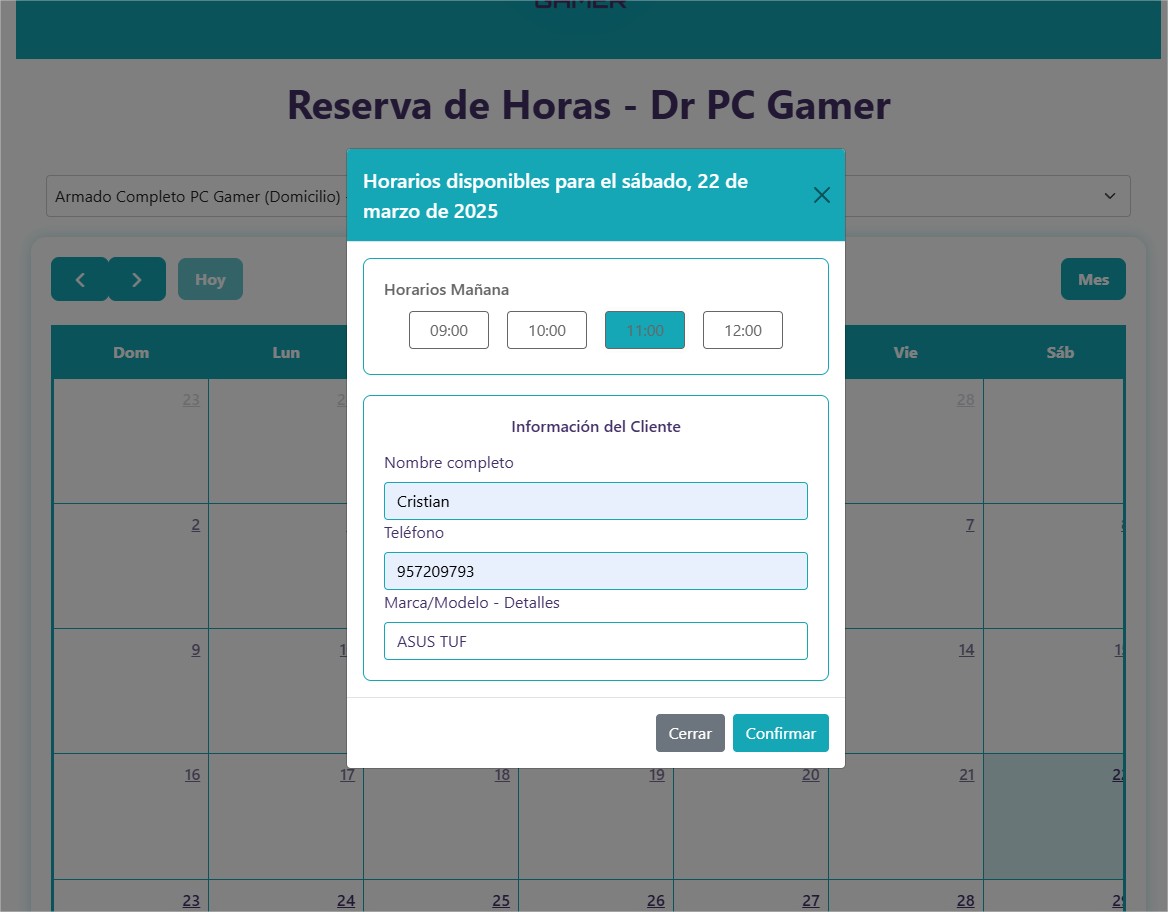 GAMER
Reserva de Horas - Dr PC Gamer
Armado Completo PC Gamer (Domicilio)
Horarios disponibles para el sábado, 22 de
marzo de 2025
Hoy
Mes
Horarios Mañana
09:00 10:00 11:00 12:00
Dom Lun Vie Sáb
23 28
Información del Cliente
Nombre completo
Cristian
2 7
Teléfono
957209793
Marca/Modelo - Detalles
ASUS TUF
9 14
Cerrar Confirmar
16 17 18 19 20 21 22
23 24 25 26 27 28 29